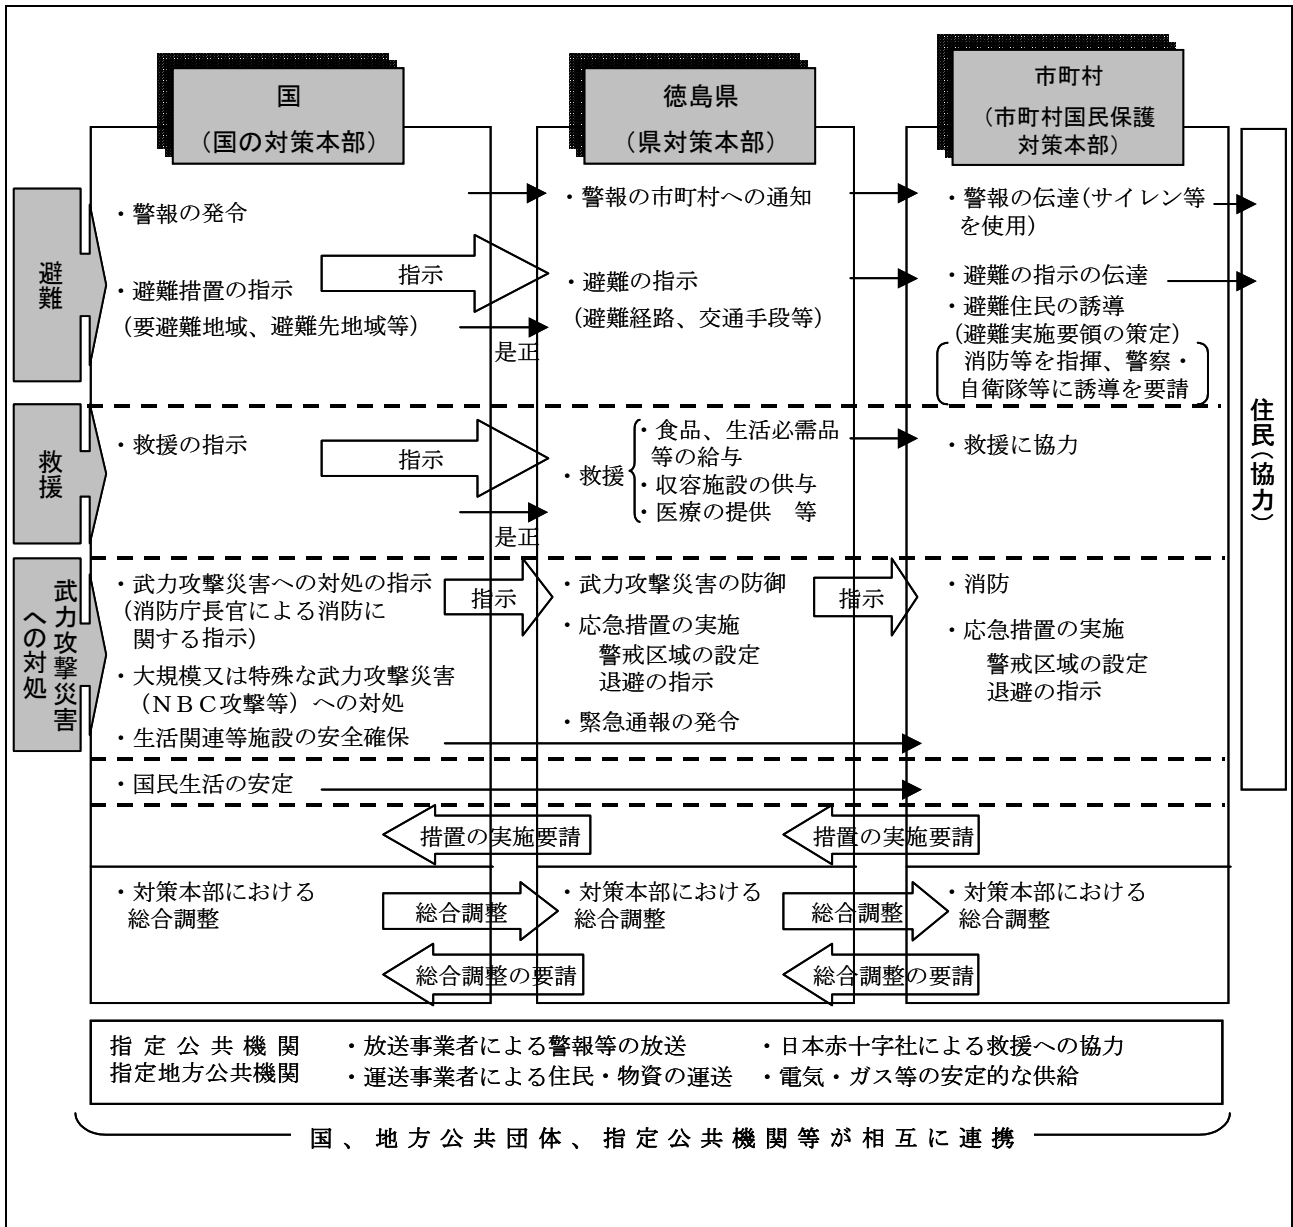 国
(国の対策本部)
徳島県
(県対策本部)
市町村
(市町村国民保護
対策本部)
避難
・警報の発令
・避難措置の指示
(要避難地域、避難先地域等)
指示
是正
・警報の市町村への通知
・避難の指示
(避難経路、交通手段等)
・警報の伝達(サイレン等
を使用)
・避難の指示の伝達
・避難住民の誘導
(避難実施要領の策定)
消防等を指揮、警察・
自衛隊等に誘導を要請
住民(協力)
救援
・救援の指示
指示
是正
・救援
・食品、生活必需品
等の給与
・収容施設の供与
・医療の提供 等
・救援に協力
武力攻撃災害
への対処
・武力攻撃災害への対処の指示
(消防庁長官による消防に
関する指示)
・大規模又は特殊な武力攻撃災害
(NBC攻撃等)への対処
・生活関連等施設の安全確保
指示
・武力攻撃災害の防御
・応急措置の実施
警戒区域の設定
退避の指示
・緊急通報の発令
指示
・消防
・応急措置の実施
警戒区域の設定
退避の指示
・国民生活の安定
措置の実施要請
措置の実施要請
・対策本部における
総合調整
総合調整
・対策本部における
総合調整
総合調整
・対策本部における
総合調整
総合調整の要請
総合調整の要請
指定公共機関
指定地方公共機関
・放送事業者による警報等の放送
・運送事業者による住民・物資の運送
・日本赤十字社による救援への協力
・電気・ガス等の安定的な供給
国、地方公共団体、指定公共機関等が相互に連携